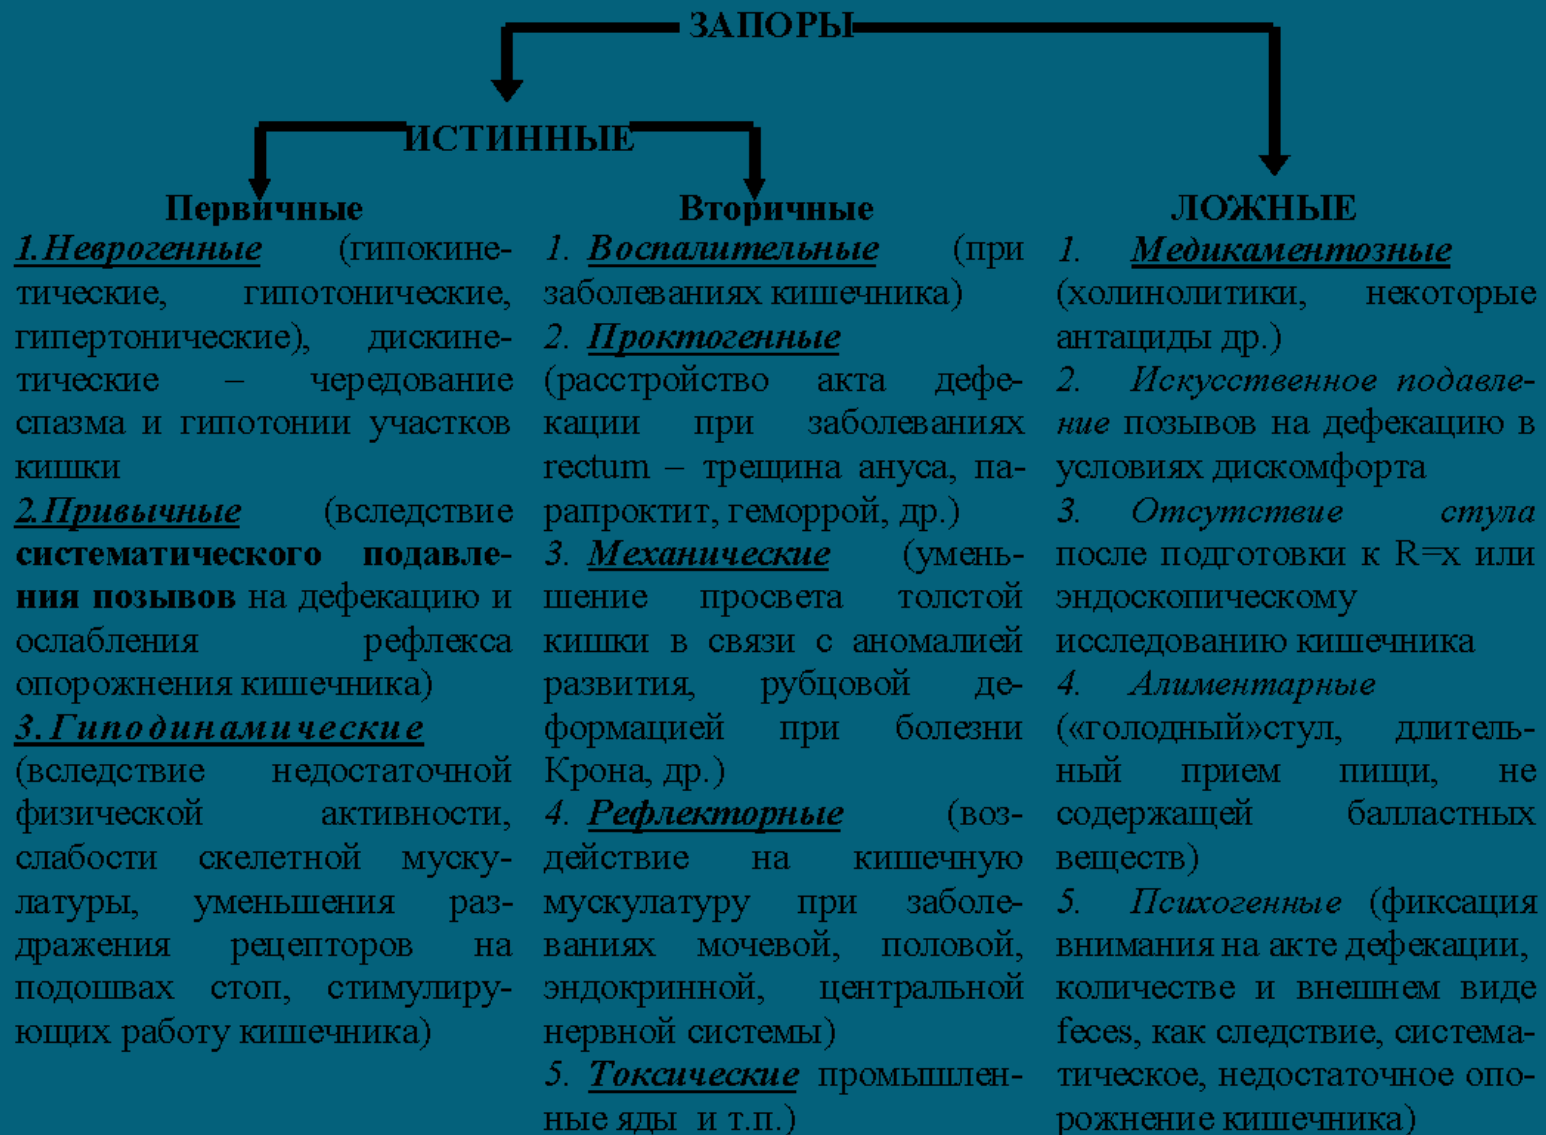 ЗАПОРЫ
ИСТИННЫЕ
Первичные
1.Неврогенные (гипокине-
тические, гипотонические,
гипертонические), дискине-
тические – чередование
спазма и гипотонии участков
кишки
2.Привычные (вследствие
систематического подавле-
ния позывов на дефекацию и
ослабления рефлекса
опорожнения кишечника)
3.Гиподинамические
(вследствие недостаточной
физической активности,
слабости скелетной муску-
латуры, уменьшения раз-
дражения рецепторов на
подошвах стоп, стимулиру-
ющих работу кишечника)
Вторичные
1. Воспалительные (при
заболеваниях кишечника)
2. Проктогенные
(расстройство акта дефе-
кации при заболеваниях
rectum – трещина ануса, па-
рапроктит, геморрой, др.)
3. Механические (умень-
шение просвета толстой
кишки в связи с аномалией
развития, рубцовой де-
формацией при болезни
Крона, др.)
4. Рефлекторные (воз-
действие на кишечную
мускулатуру при заболе-
ваниях мочевой, половой,
эндокринной, центральной
нервной системы)
5. Токсические промышлен-
ные яды и т.п.)
ЛОЖНЫЕ
1. Медикаментозные
(холинолитики, некоторые
антациды др.)
2. Искусственное подавле-
ние позывов на дефекацию в
условиях дискомфорта
3. Отсутствие стула
после подготовки к R=х или
эндоскопическому
исследованию кишечника
4. Алиментарные
(«голодный»стул, длитель-
ный прием пищи, не
содержащей балластных
веществ)
5. Психогенные (фиксация
внимания на акте дефекации,
количестве и внешнем виде
feces, как следствие, система-
тическое, недостаточное опо-
рожнение кишечника)